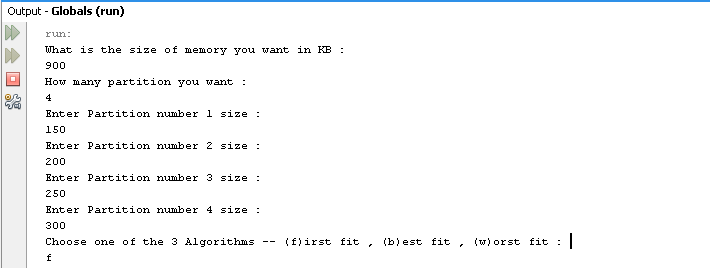 Output - Globals (run)
run:
What is the size of memory you want in KB :
900
How many partition you want :
4
Enter Partition number 1 size :
150
Enter Partition number 2 size :
200
Enter Partition number 3 size :
250
Enter Partition number 4 size :
300
Choose one of the 3 Algorithms -- (f)irst fit , (b)est fit , (w)orst fit :
f